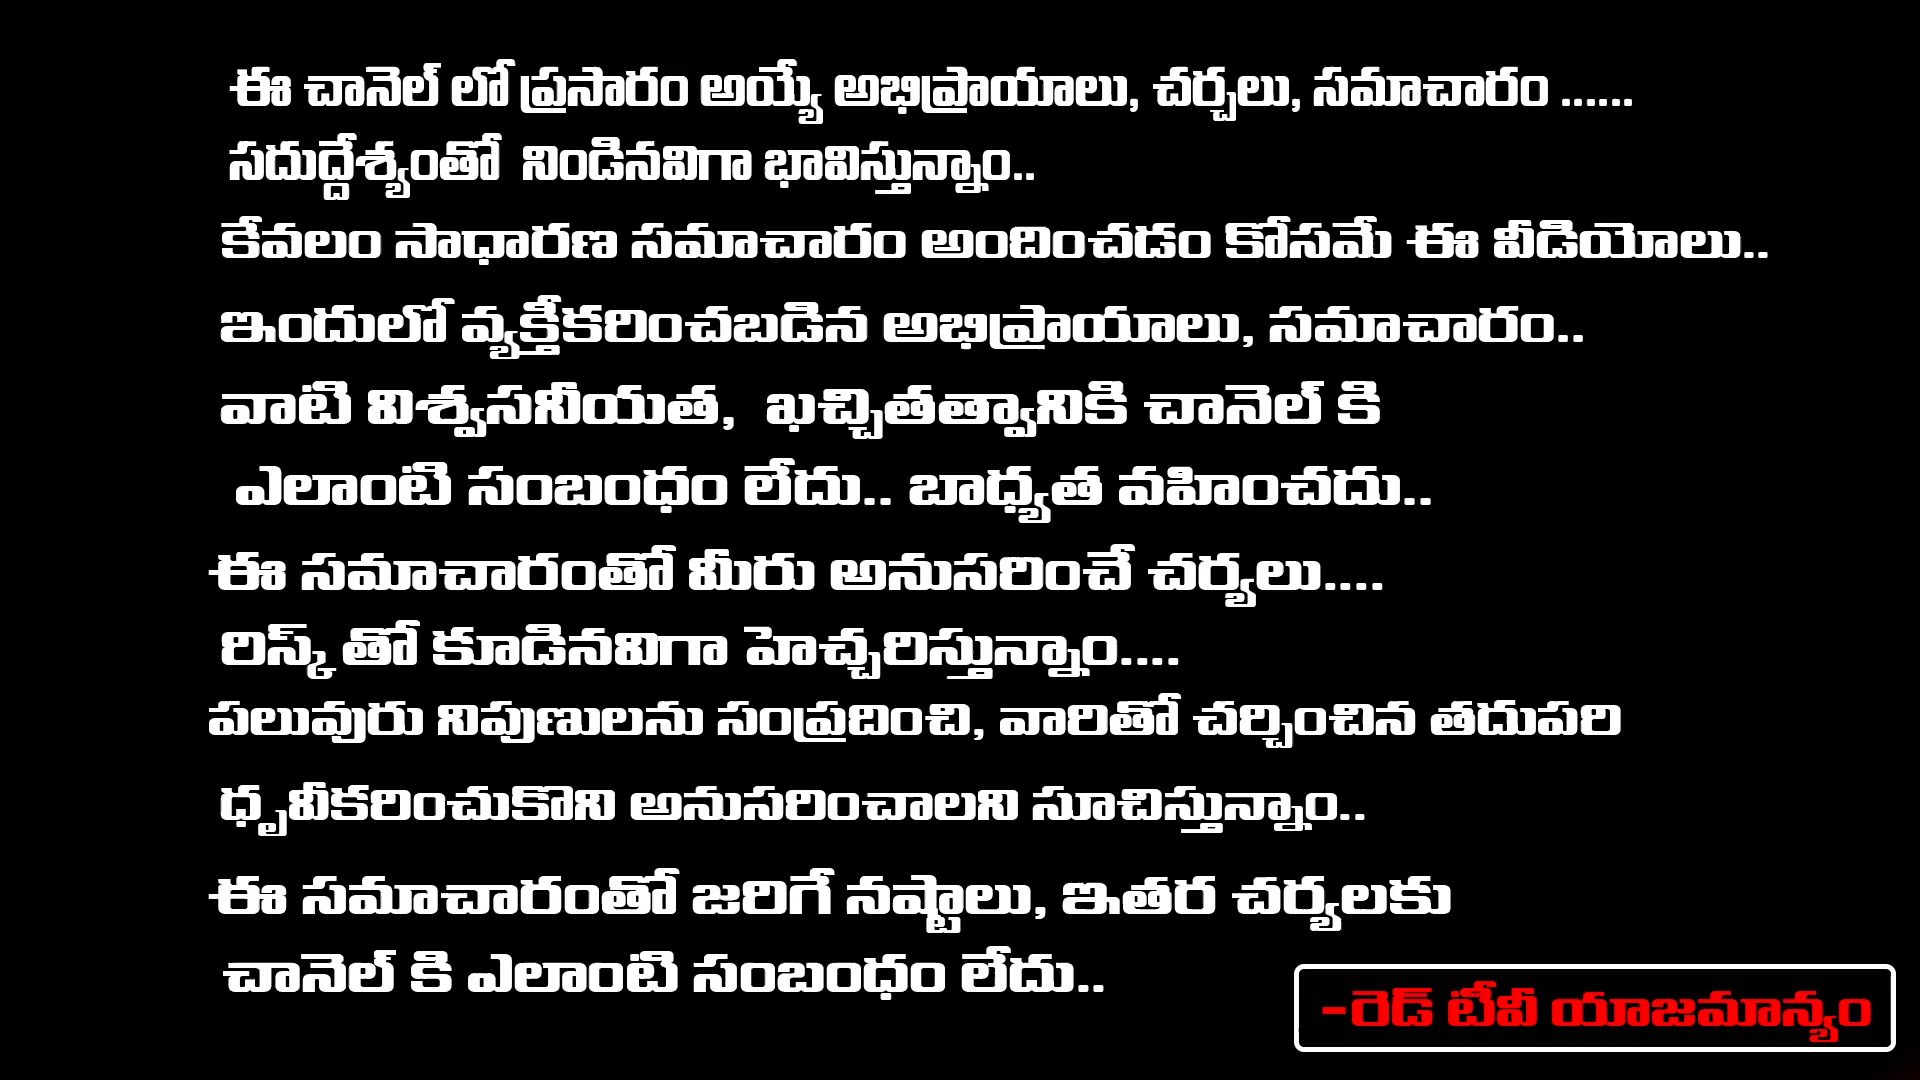 ఈ చానెల్ లో ప్రసారం అయ్యే అభిప్రాయాలు, చర్చలు, సమాచారం ......
సదుద్దేశ్యంతో నిండినవిగా భావిస్తున్నాం..
కేవలం సాధారణ సమాచారం అందించడం కోసమే ఈ వీడియోలు..
ఇందులో వ్యక్తీకరించబడిన అభిప్రాయాలు, సమాచారం..
వాటి విశ్వసనీయత, ఖచ్చితత్వానికి చానెల్ కి
ఎలాంటి సంబంధం లేదు.. బాధ్యత వహించదు..
ఈ సమాచారంతో మీరు అనుసరించే చర్యలు....
రిస్క్ తో కూడినవిగా హెచ్చరిస్తున్నాం....
పలువురు నిపుణులను సంప్రదించి, వారితో చర్చించిన తదుపరి
ధృవీకరించుకొని అనుసరించాలని సూచిస్తున్నాం..
ఈ సమాచారంతో జరిగే నష్టాలు, ఇతర చర్యలకు
చానెల్ కి ఎలాంటి సంబంధం లేదు..
-రెడ్ టీవీ యాజమాన్యం